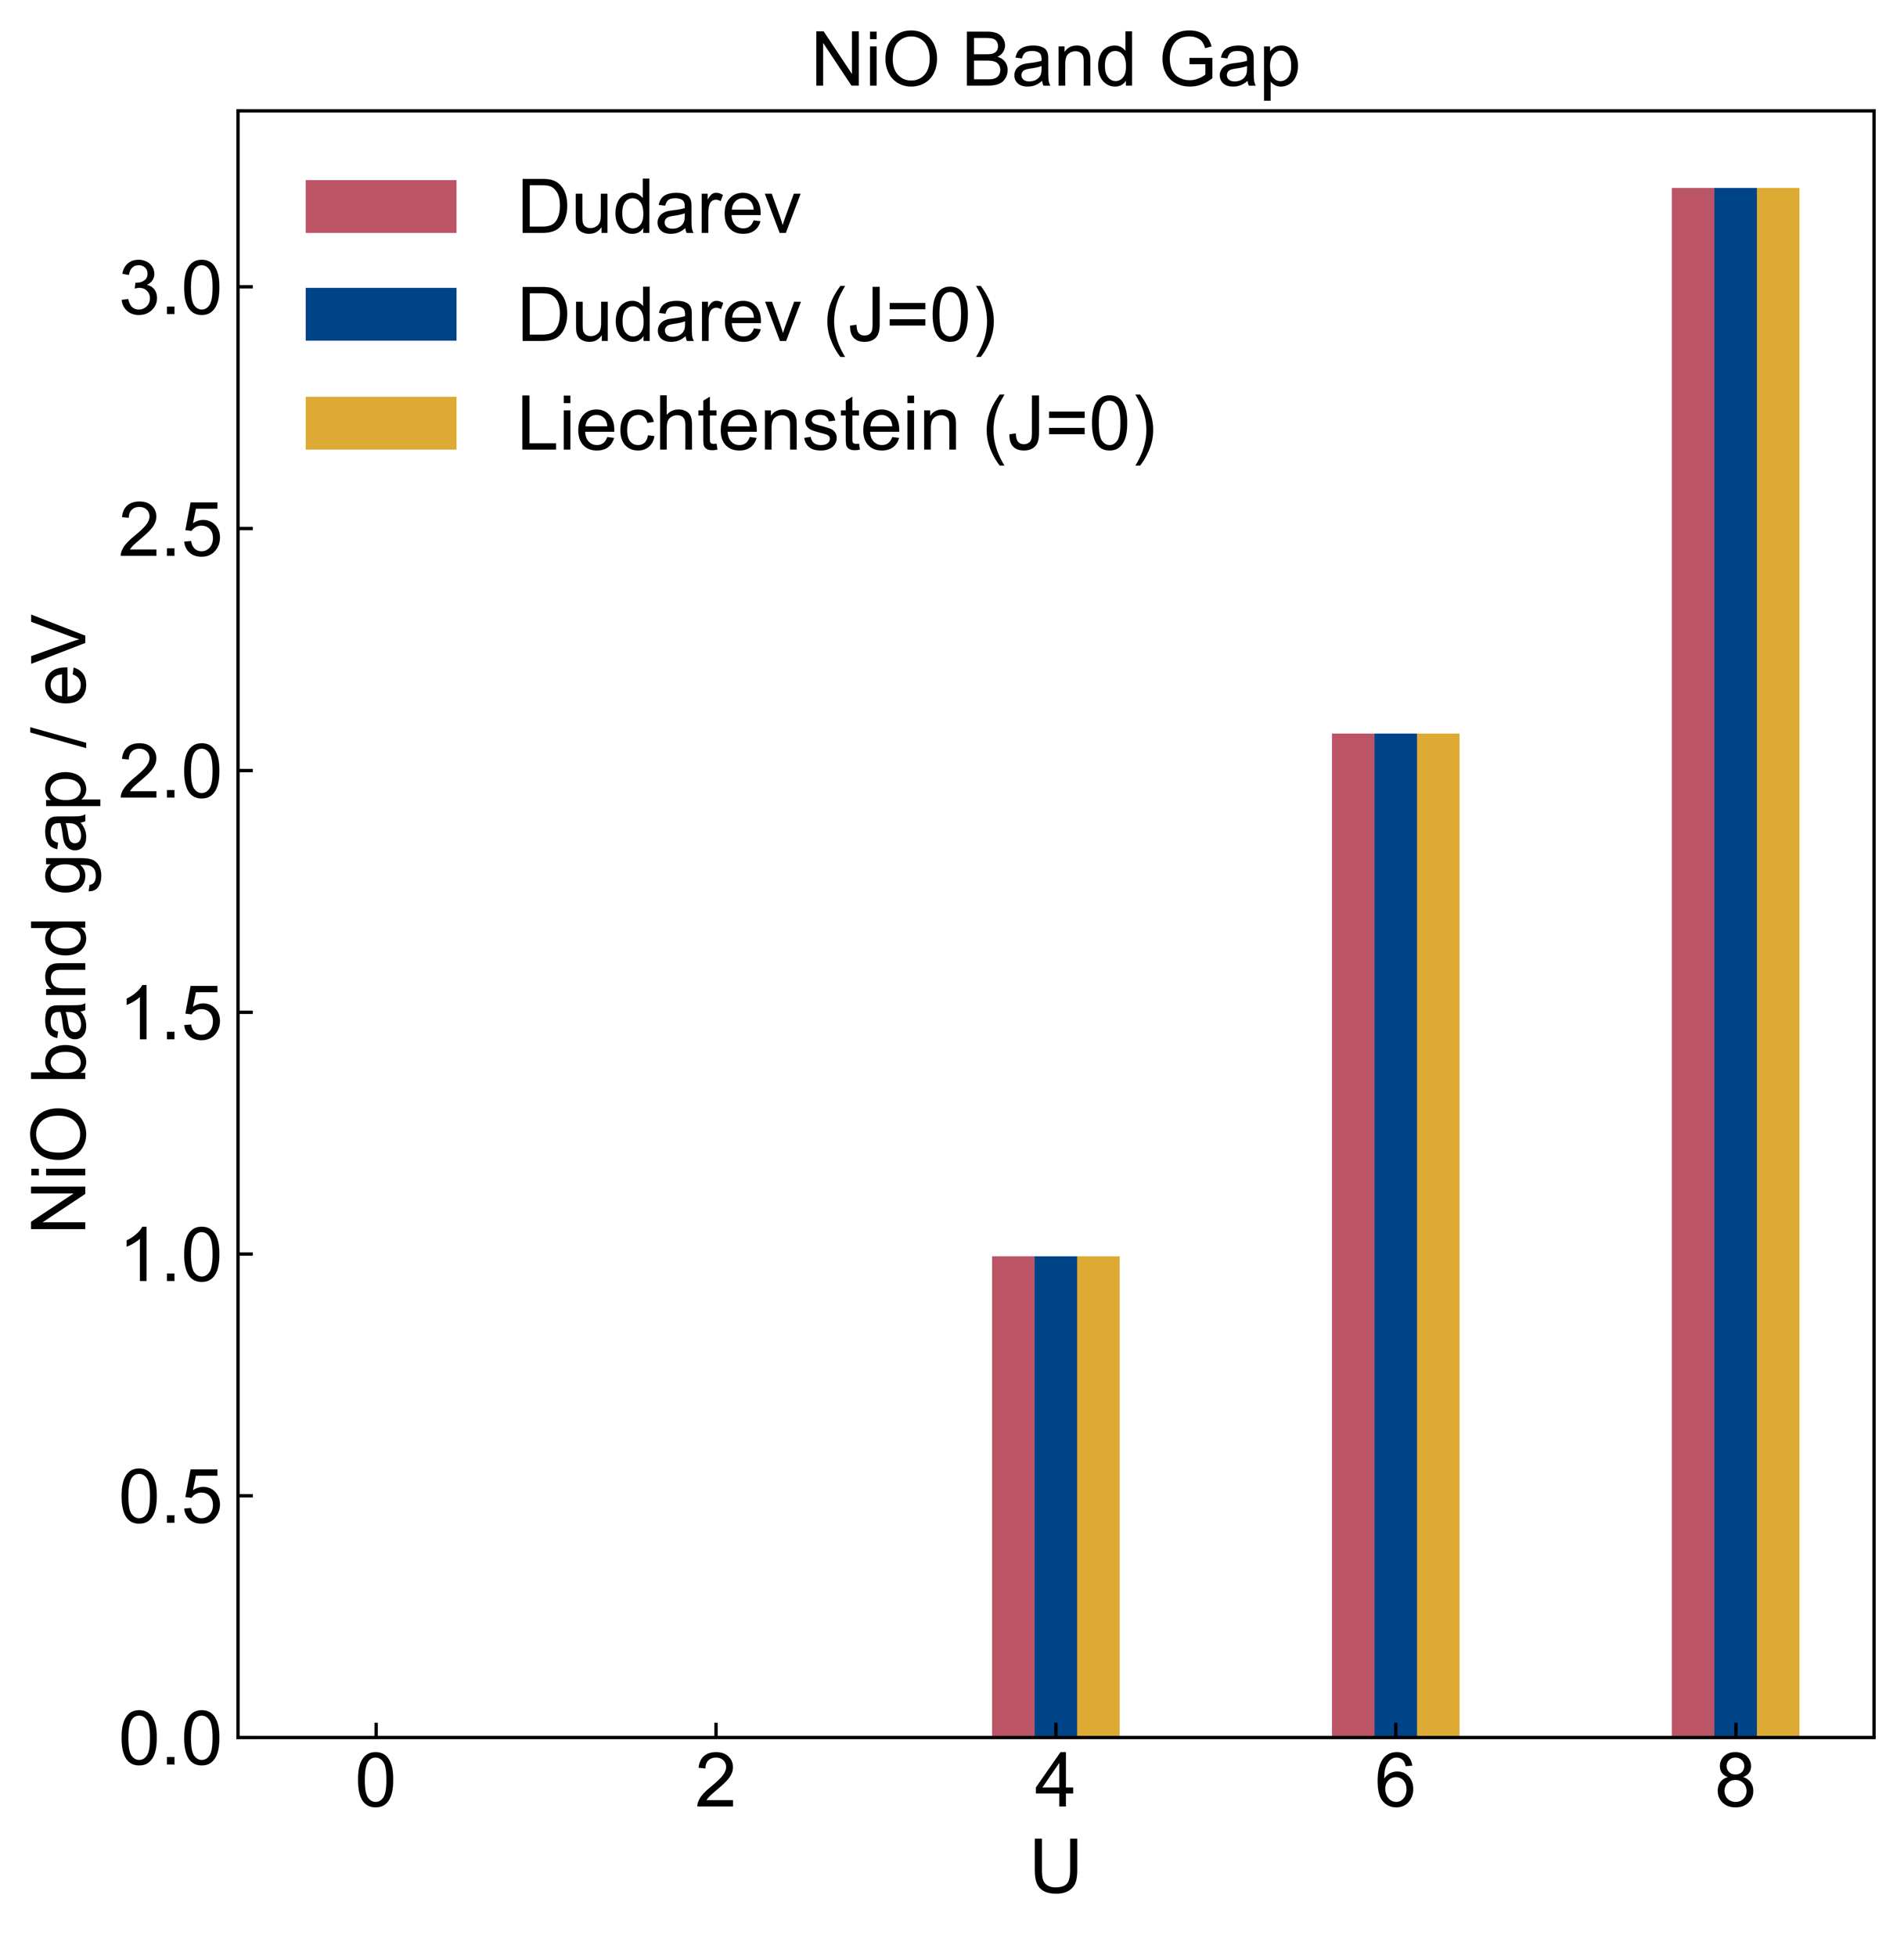 NiO Band Gap
Dudarev
Dudarev (J=0)
Liechtenstein (J=0)
NiO band gap / eV
3.0
2.5
2.0
1.5
1.0
0.5
0.0
0 2 4 6 8
U